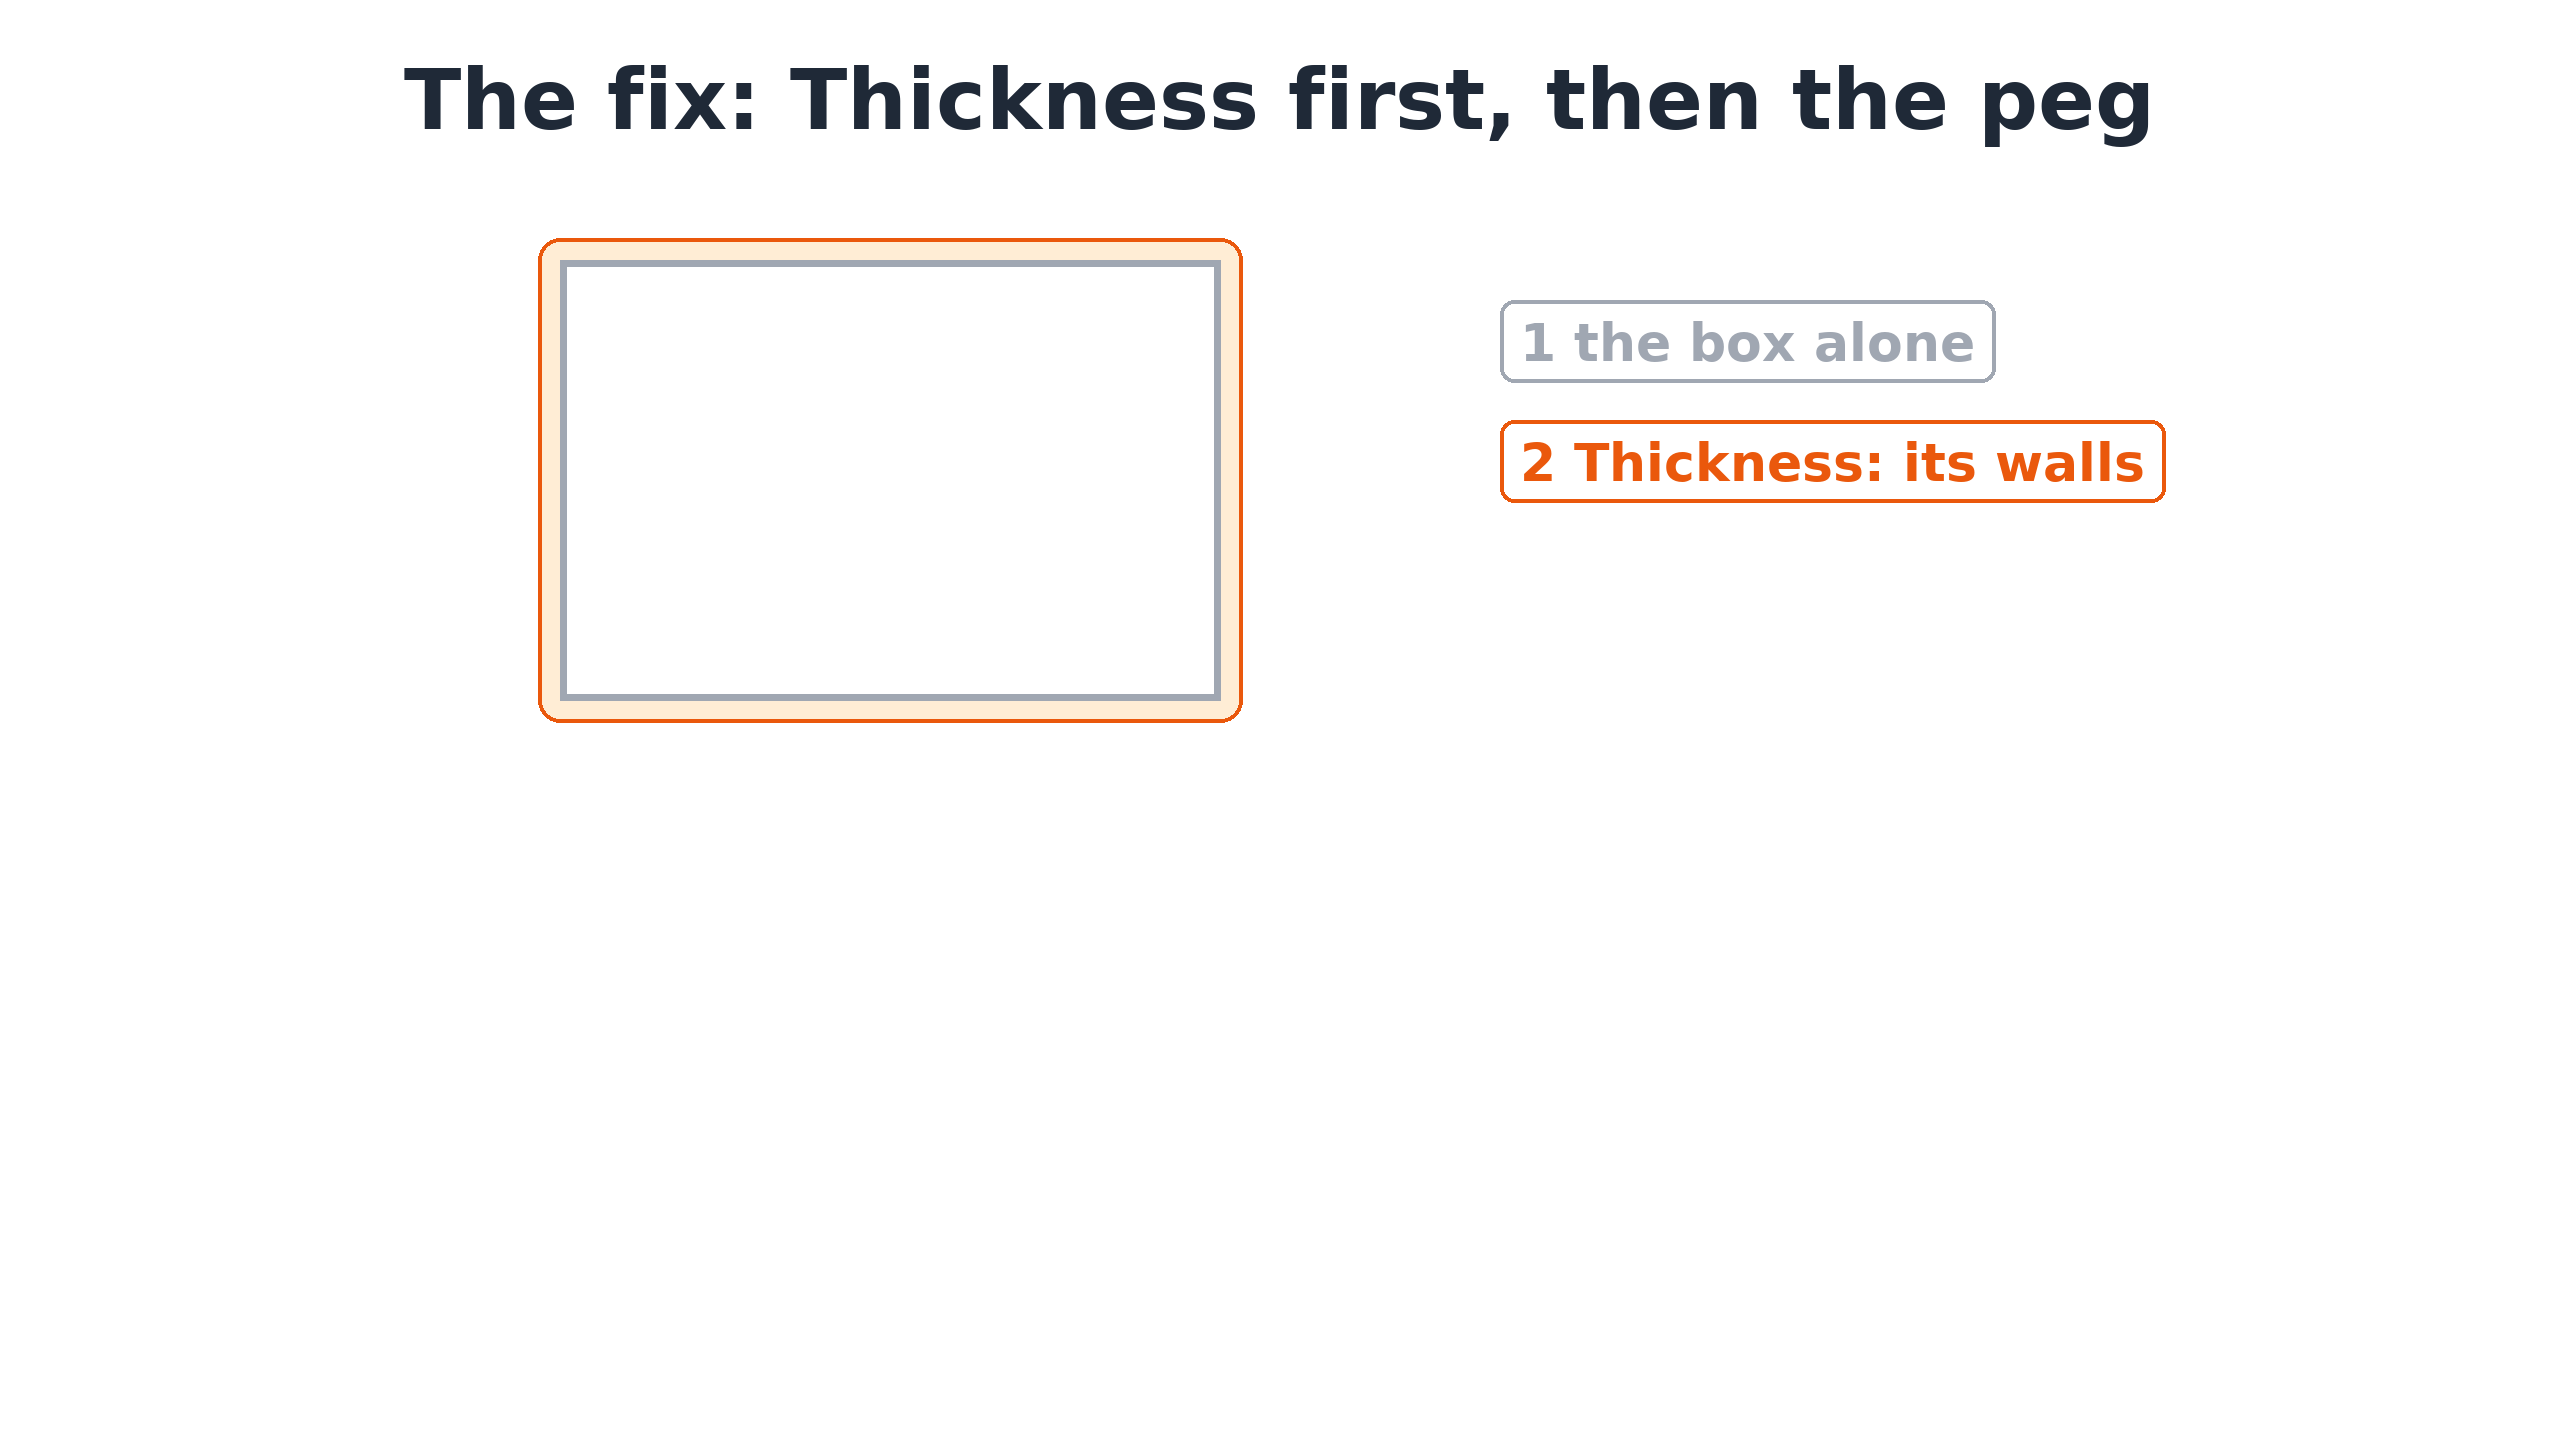 The fix: Thickness first, then the peg
1 the box alone
2 Thickness: its walls